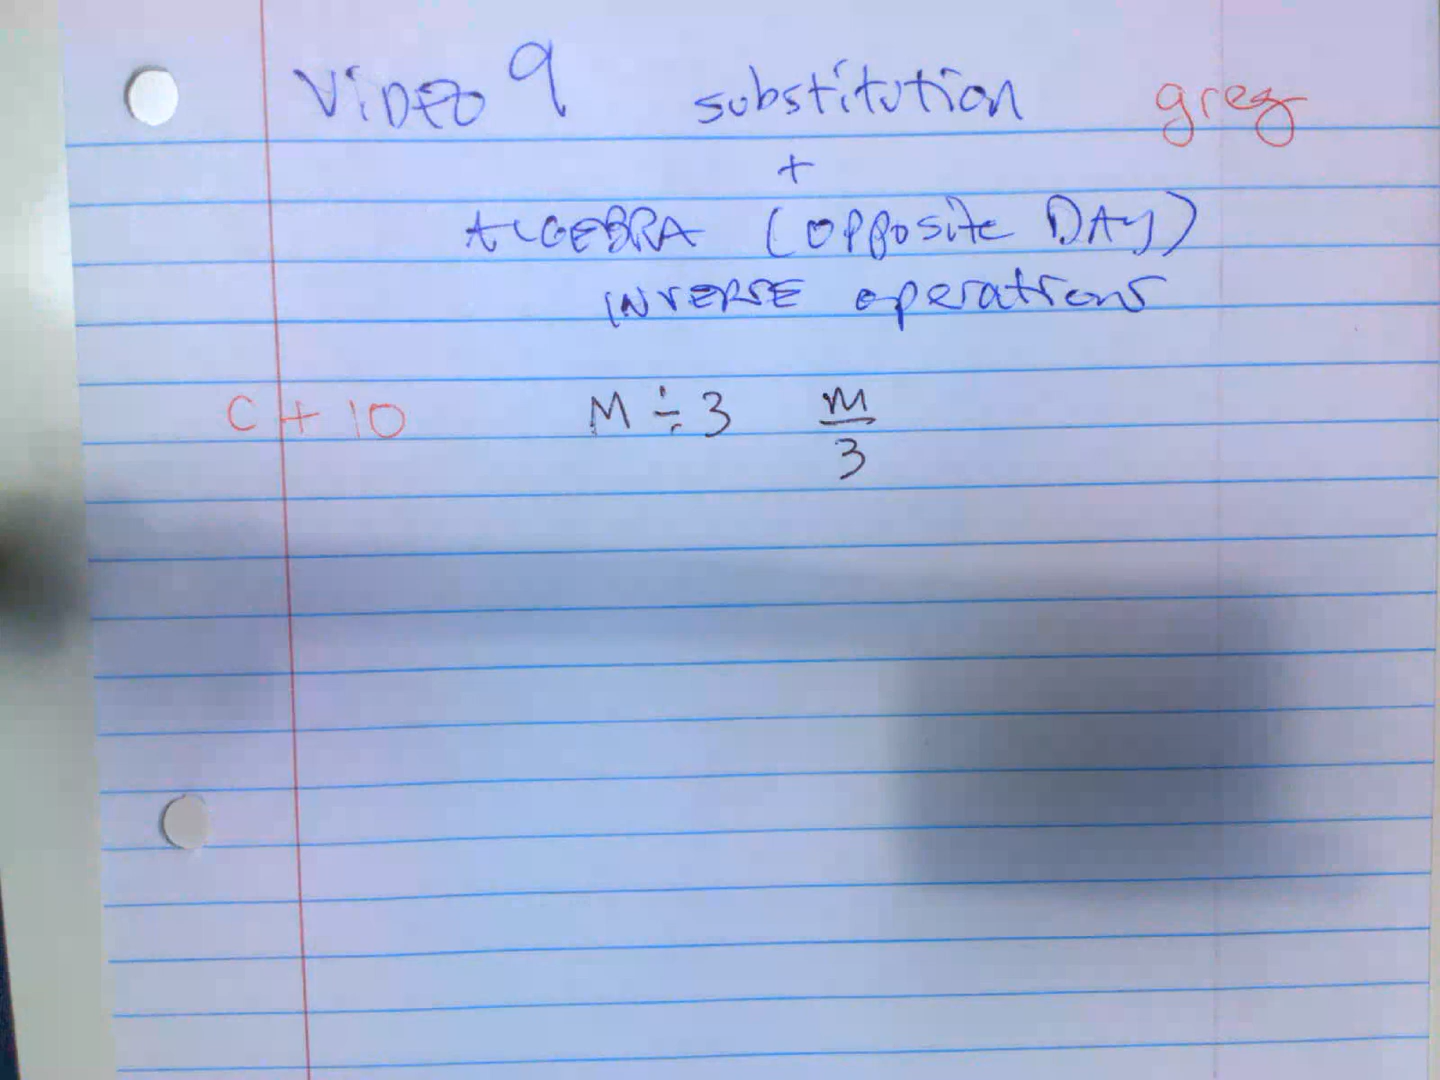 VIDEO 9 substitution greg
+
ALGEBRA (opposite DAy)
INVERSE operations
C + 10 M ÷ 3 m/3